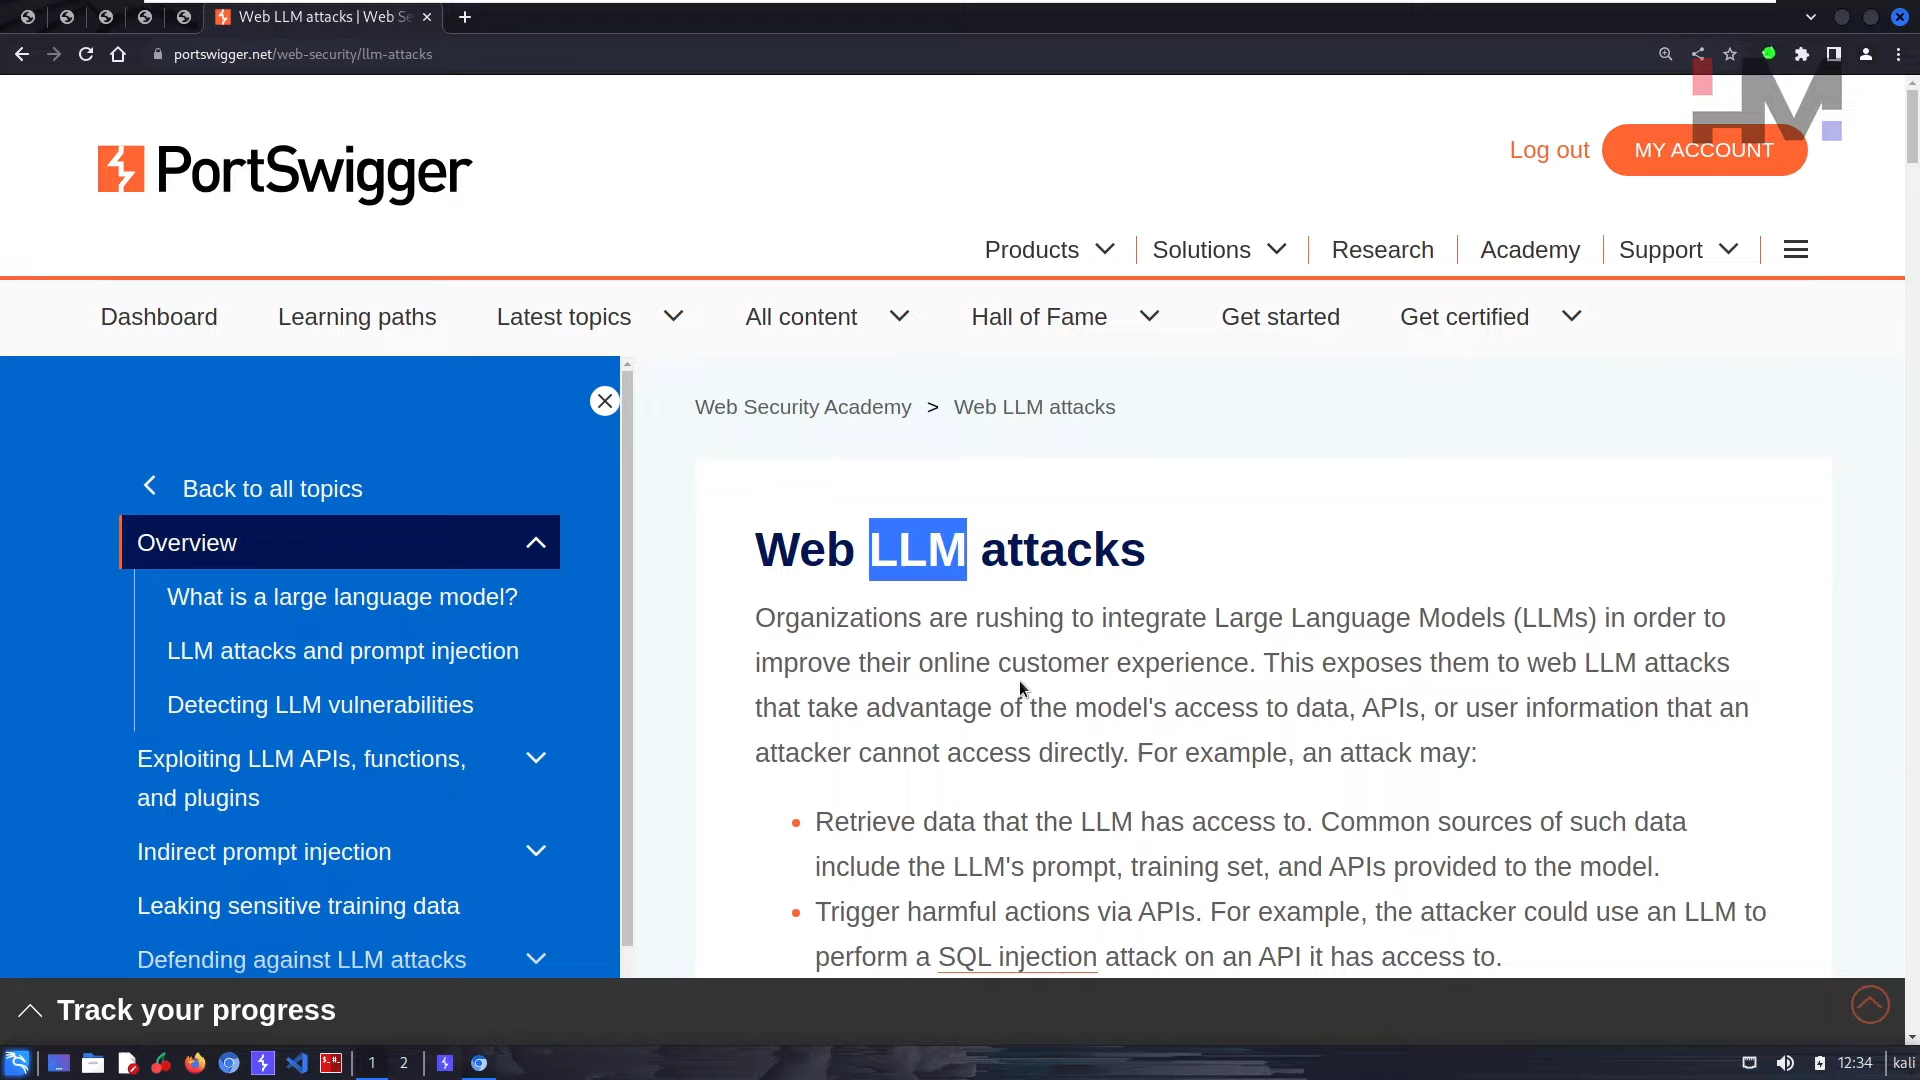 Web LLM attacks | Web Se
portswigger.net/web-security/llm-attacks
HM
PortSwigger
Log out
MY ACCOUNT
Products
Solutions
Research
Academy
Support
Dashboard
Learning paths
Latest topics
All content
Hall of Fame
Get started
Get certified
Back to all topics
Overview
What is a large language model?
LLM attacks and prompt injection
Detecting LLM vulnerabilities
Exploiting LLM APIs, functions,
and plugins
Indirect prompt injection
Leaking sensitive training data
Defending against LLM attacks
Web Security Academy > Web LLM attacks
Web LLM attacks
Organizations are rushing to integrate Large Language Models (LLMs) in order to
improve their online customer experience. This exposes them to web LLM attacks
that take advantage of the model's access to data, APIs, or user information that an
attacker cannot access directly. For example, an attack may:
• Retrieve data that the LLM has access to. Common sources of such data
include the LLM's prompt, training set, and APIs provided to the model.
• Trigger harmful actions via APIs. For example, the attacker could use an LLM to
perform a SQL injection attack on an API it has access to.
Track your progress
1
2
12:34
kali